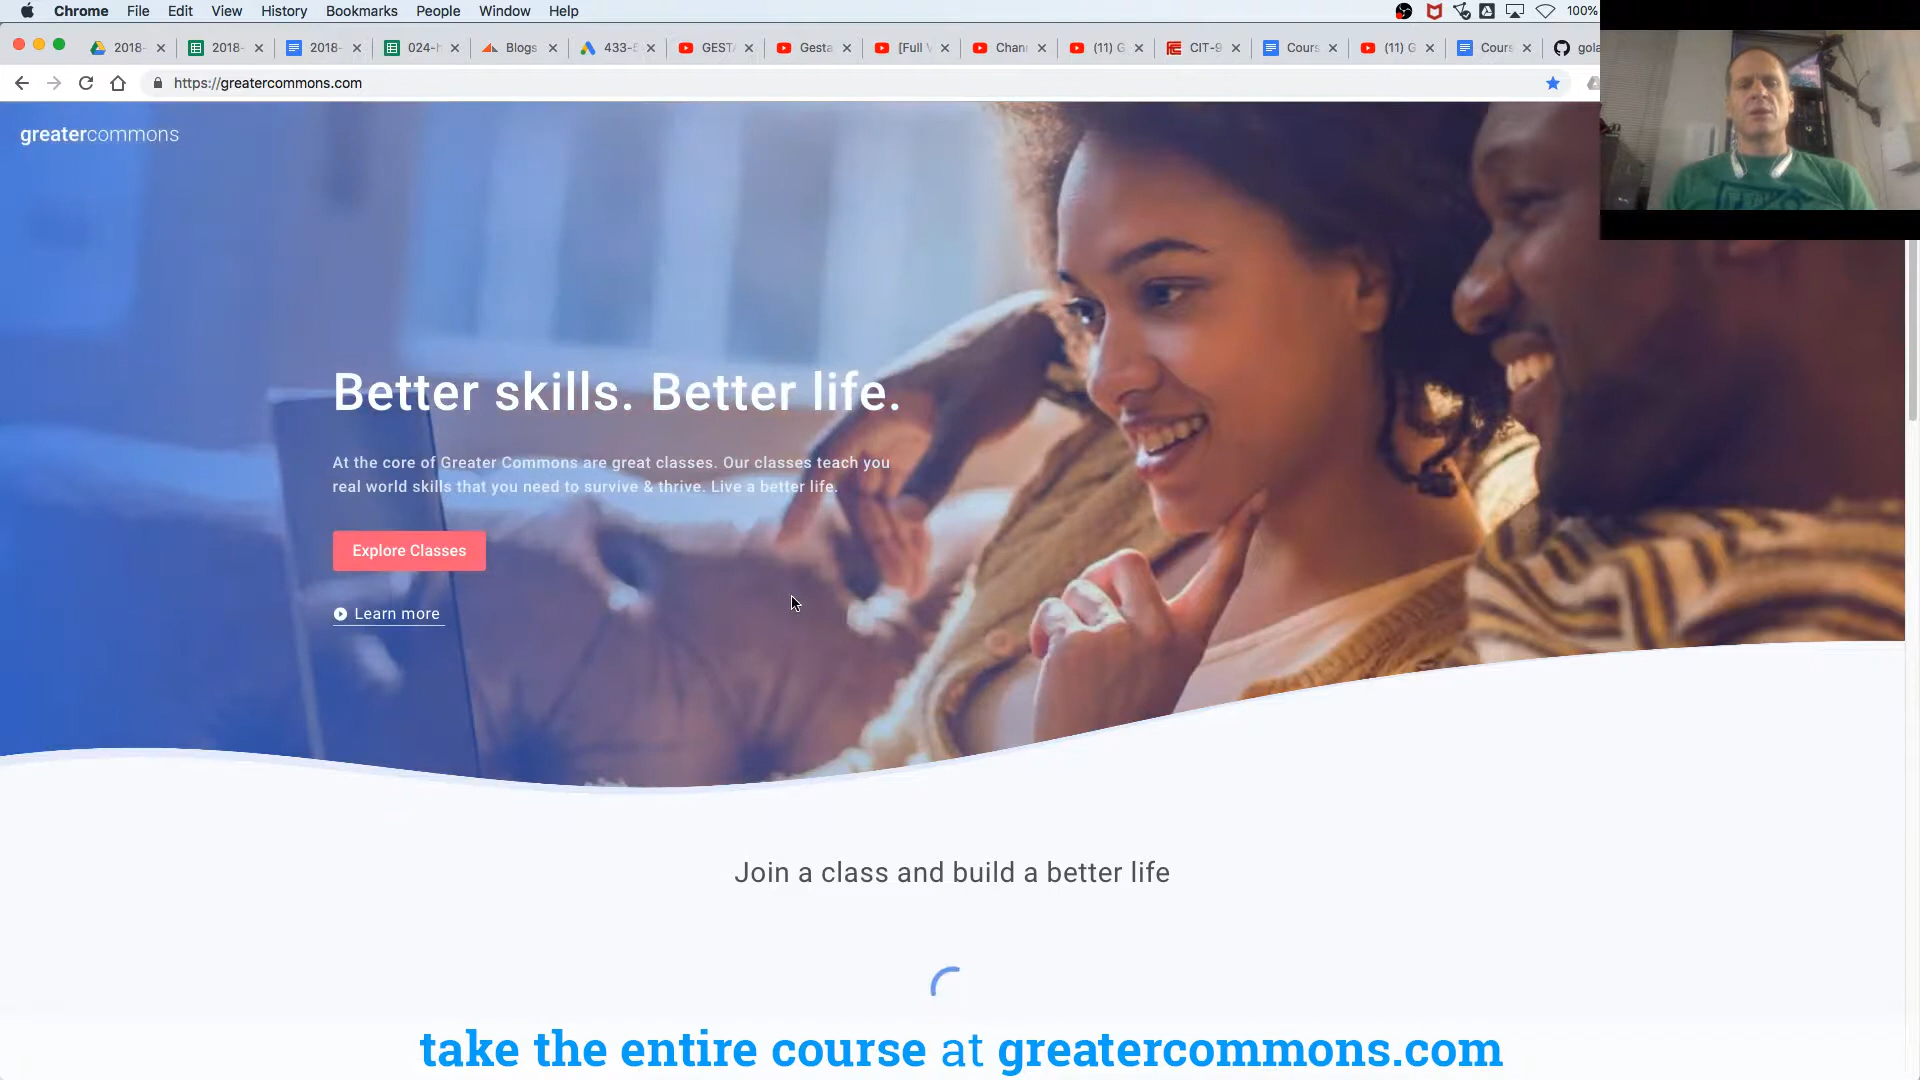 Chrome File Edit View History Bookmarks People Window Help 100%
2018- 2018- 2018- 024-h Blogs 433-5 GEST Gesta [Full V Chan (11) G CIT-9 Cours (11) G Cours gola
https://greatercommons.com
greatercommons
Better skills. Better life.
At the core of Greater Commons are great classes. Our classes teach you
real world skills that you need to survive & thrive. Live a better life.
Explore Classes
Learn more
Join a class and build a better life
take the entire course at greatercommons.com